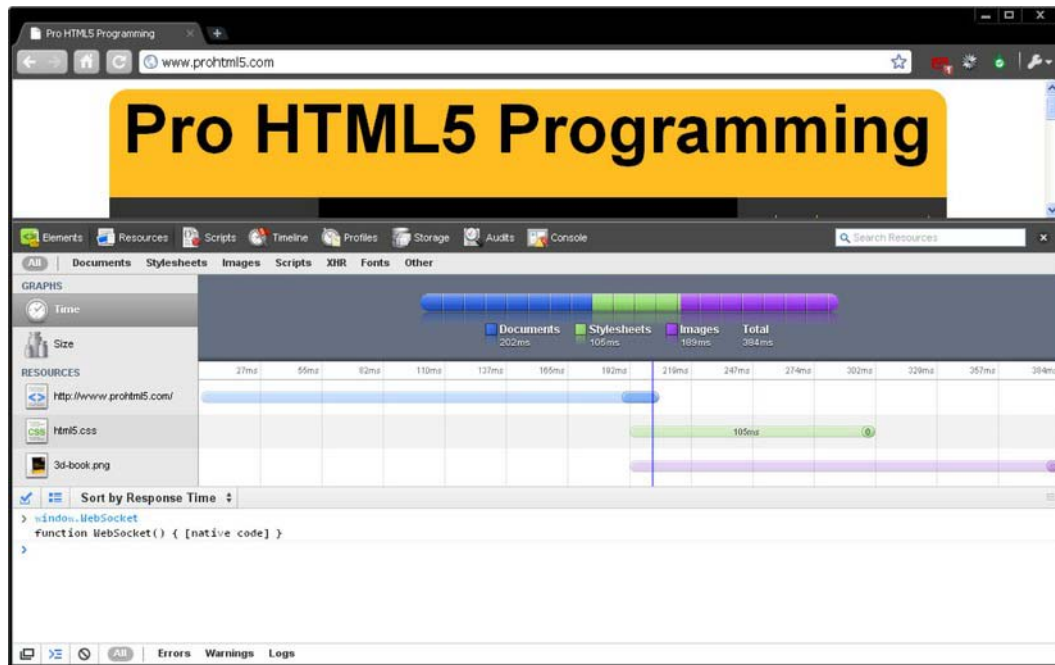 Pro HTML5 Programming
www.prohtml5.com
Pro HTML5 Programming
Elements Resources Scripts Timeline Profiles Storage Audits Console Search Resources
All Documents Stylesheets Images Scripts XHR Fonts Other
GRAPHS
Time
Documents Stylesheets Images Total
202ms 105ms 189ms 384ms
Size
RESOURCES 27ms 55ms 82ms 110ms 137ms 165ms 192ms 219ms 247ms 274ms 302ms 329ms 357ms 384ms
http://www.prohtml5.com/
html5.css 105ms
3d-book.png
Sort by Response Time
> window.WebSocket
function WebSocket() { [native code] }
>
All Errors Warnings Logs